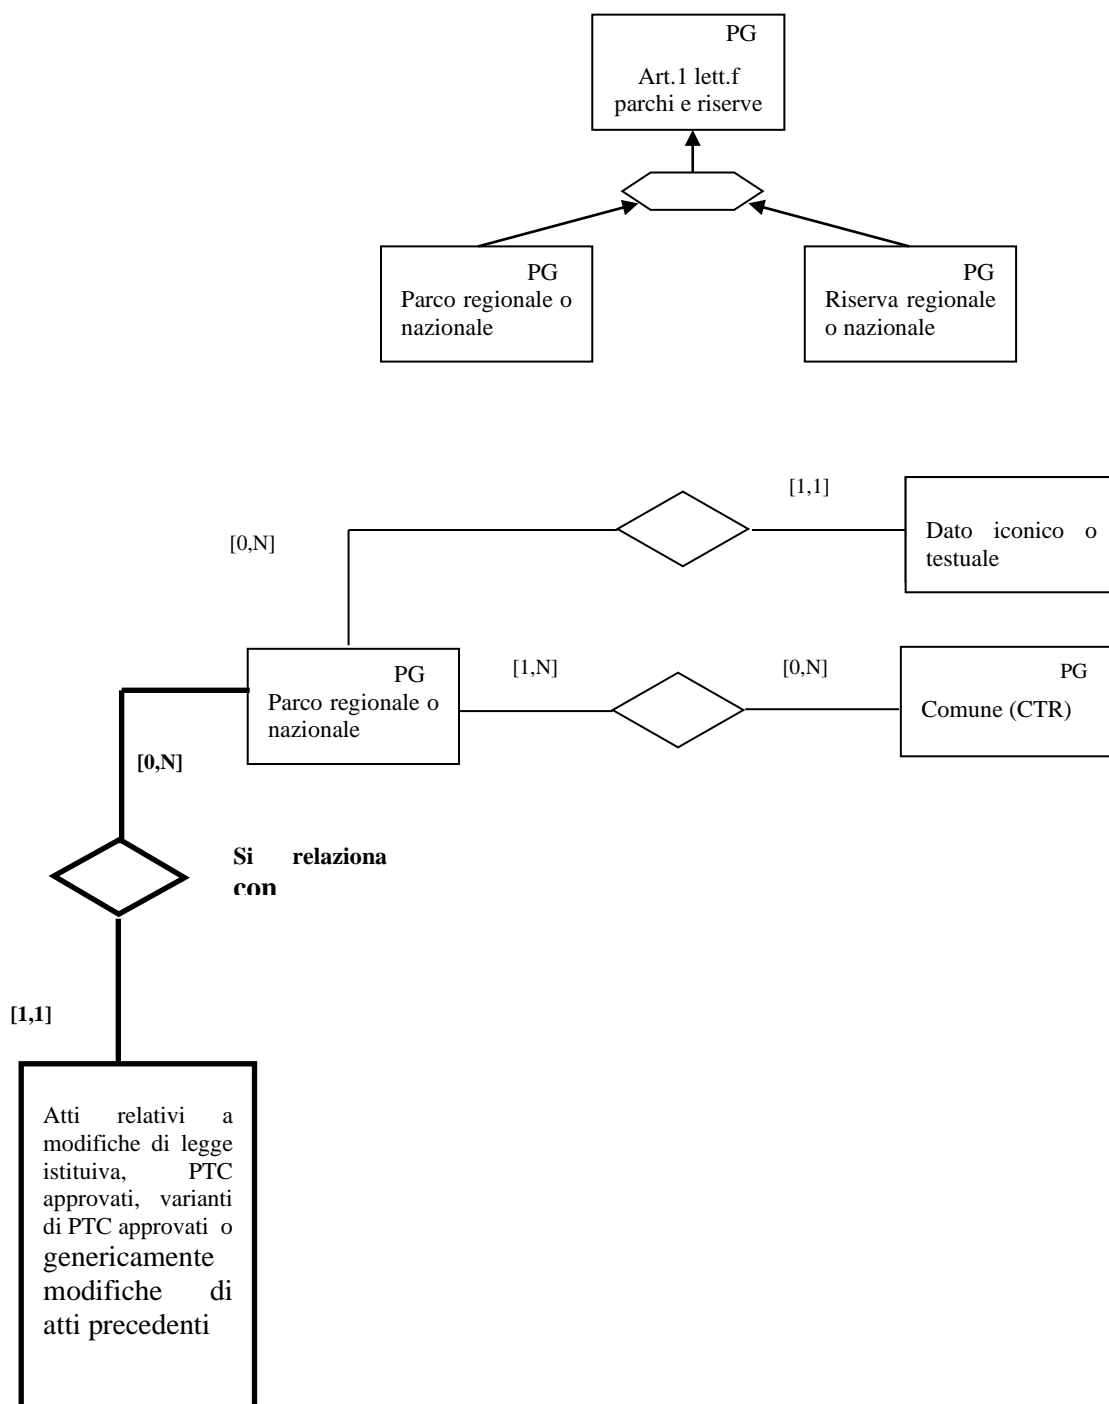 PG
Art.1 lett.f
parchi e riserve
PG
Parco regionale o
nazionale
PG
Riserva regionale
o nazionale
[1,1]
[0,N]
Dato iconico o
testuale
PG
Parco regionale o
nazionale
[1,N]
[0,N]
PG
Comune (CTR)
[0,N]
Si relaziona
con
[1,1]
Atti relativi a
modifiche di legge
istituiva, PTC
approvati, varianti
di PTC approvati o
genericamente
modifiche di
atti precedenti